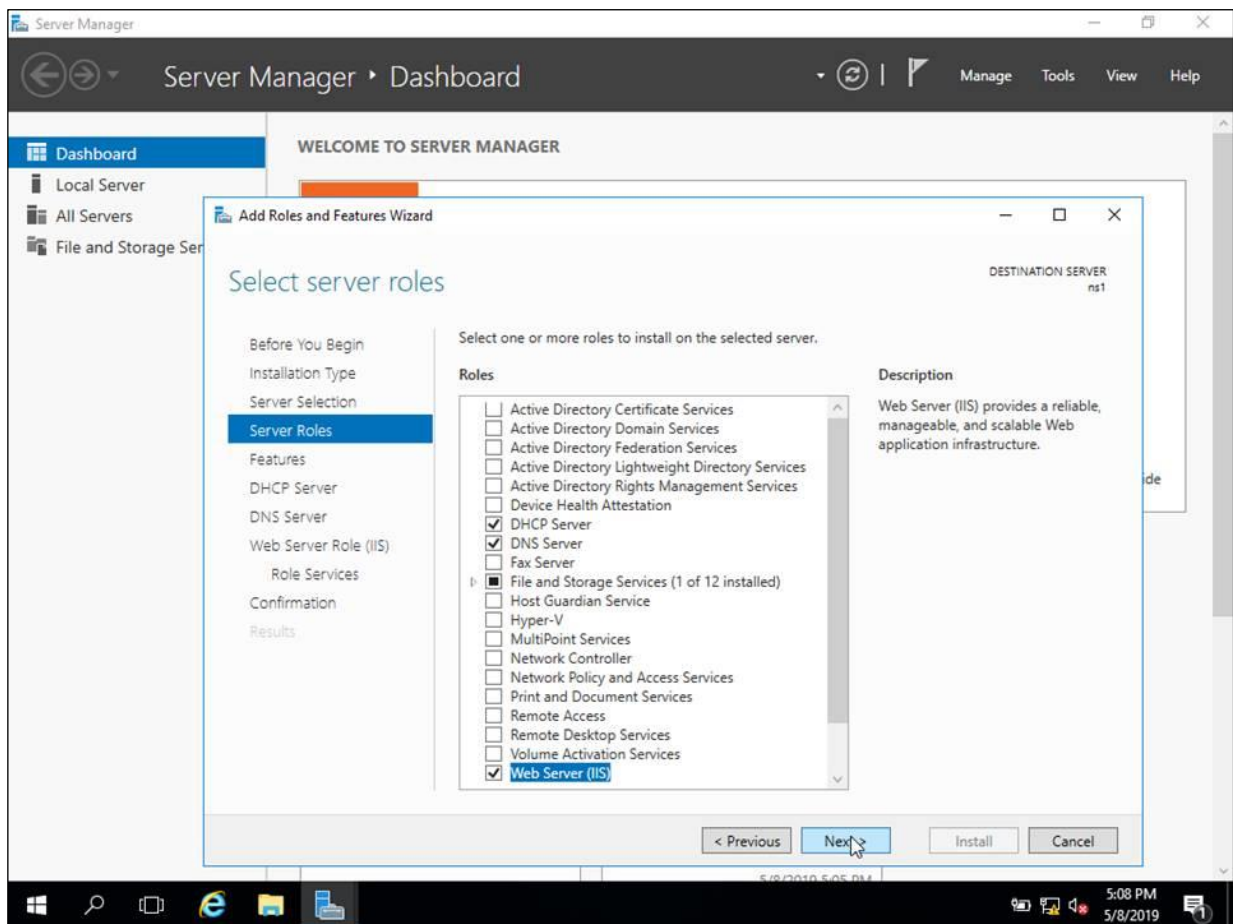 Server Manager
Server Manager • Dashboard
Manage Tools View Help
Dashboard
Local Server
All Servers
File and Storage Ser
WELCOME TO SERVER MANAGER
Add Roles and Features Wizard
Select server roles
DESTINATION SERVER
ns1
Before You Begin
Installation Type
Server Selection
Server Roles
Features
DHCP Server
DNS Server
Web Server Role (IIS)
Role Services
Confirmation
Results
Select one or more roles to install on the selected server.
Roles
Active Directory Certificate Services
Active Directory Domain Services
Active Directory Federation Services
Active Directory Lightweight Directory Services
Active Directory Rights Management Services
Device Health Attestation
DHCP Server
DNS Server
Fax Server
File and Storage Services (1 of 12 installed)
Host Guardian Service
Hyper-V
MultiPoint Services
Network Controller
Network Policy and Access Services
Print and Document Services
Remote Access
Remote Desktop Services
Volume Activation Services
Web Server (IIS)
Description
Web Server (IIS) provides a reliable,
manageable, and scalable Web
application infrastructure.
ide
< Previous
Next >
Install
Cancel
5/8/2019 5:05 PM
5:08 PM
5/8/2019
1